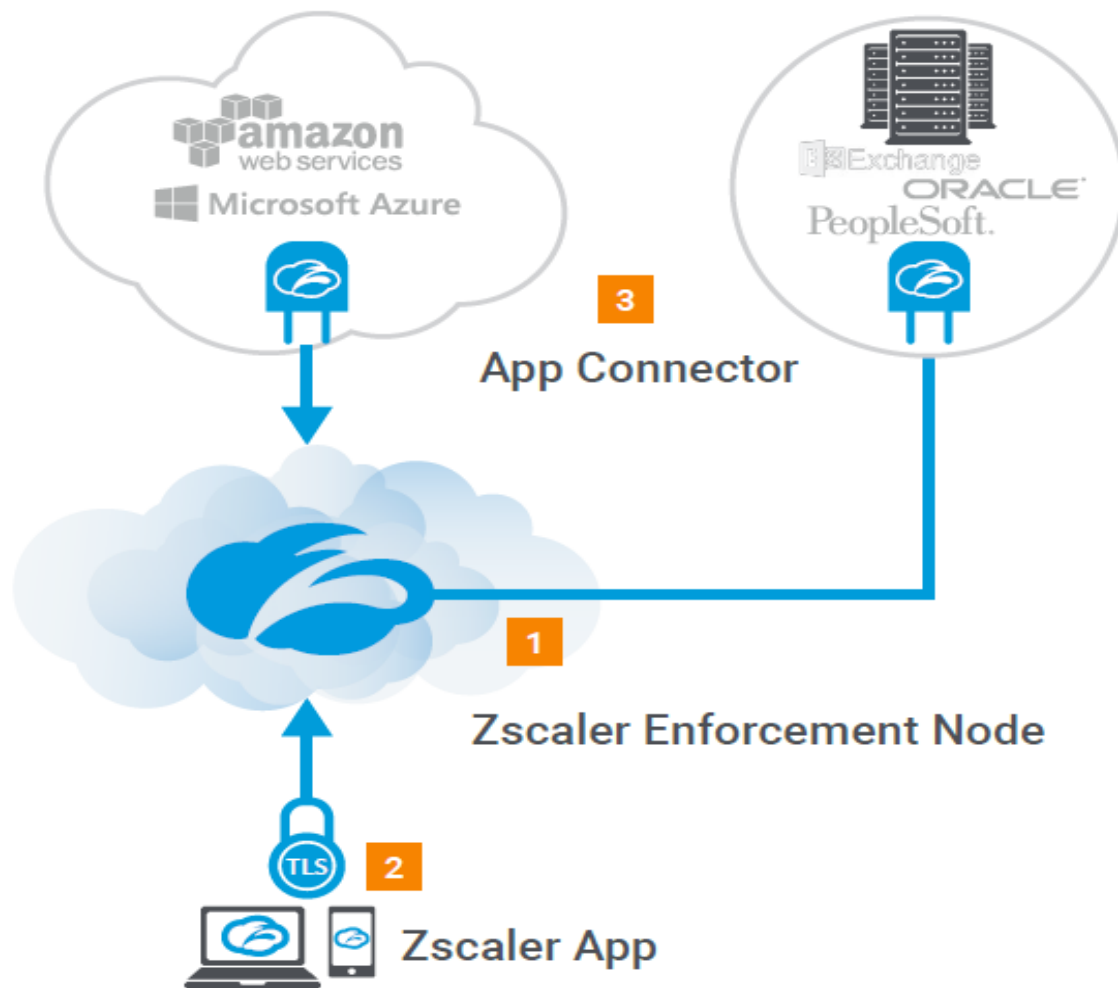 amazon
web services
Microsoft Azure
Exchange
ORACLE
PeopleSoft.
3
App Connector
1
Zscaler Enforcement Node
TLS
2
Zscaler App